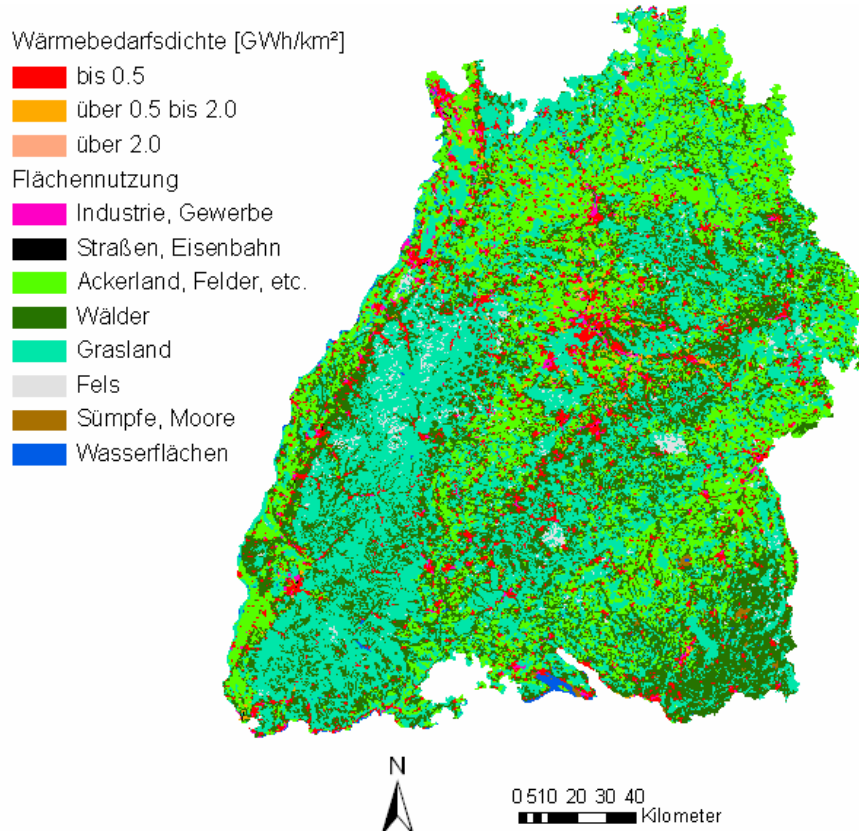 Wärmebedarfsdichte [GWh/km²]
bis 0.5
über 0.5 bis 2.0
über 2.0
Flächennutzung
Industrie, Gewerbe
Straßen, Eisenbahn
Ackerland, Felder, etc.
Wälder
Grasland
Fels
Sümpfe, Moore
Wasserflächen
N
0 5 10 20 30 40
Kilometer